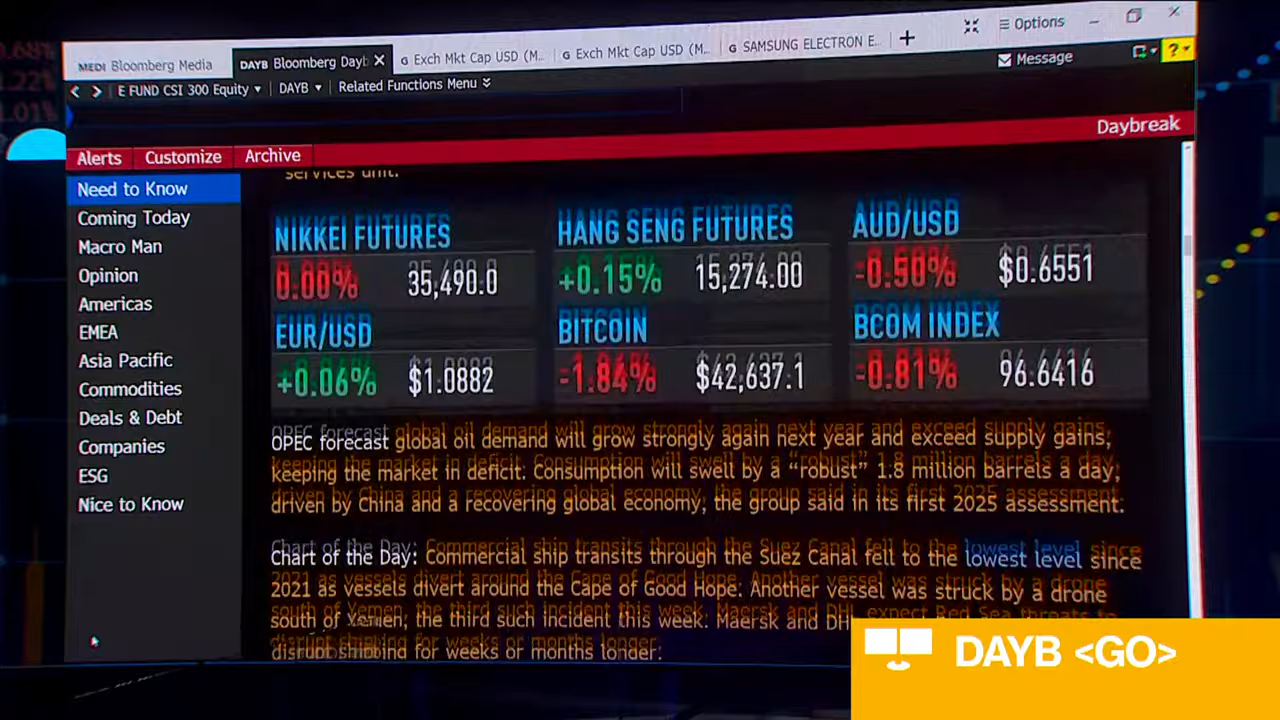 0.68%
.22%
.01%
MEDI Bloomberg Media
DAYB Bloomberg Dayb
G Exch Mkt Cap USD (M..
G Exch Mkt Cap USD (M..
G SAMSUNG ELECTRON E..
Options
E FUND CSI 300 Equity
DAYB
Related Functions Menu
Message
?
Daybreak
Alerts
Customize
Archive
Need to Know
Coming Today
Macro Man
Opinion
Americas
EMEA
Asia Pacific
Commodities
Deals & Debt
Companies
ESG
Nice to Know
services unit.
NIKKEI FUTURES
0.00% 35,490.0
HANG SENG FUTURES
+0.15% 15,274.00
AUD/USD
-0.50% $0.6551
EUR/USD
+0.06% $1.0882
BITCOIN
-1.84% $42,637.1
BCOM INDEX
-0.81% 96.6416
OPEC forecast global oil demand will grow strongly again next year and exceed supply gains,
keeping the market in deficit. Consumption will swell by a “robust” 1.8 million barrels a day,
driven by China and a recovering global economy, the group said in its first 2025 assessment.
Chart of the Day: Commercial ship transits through the Suez Canal fell to the lowest level since
2021 as vessels divert around the Cape of Good Hope. Another vessel was struck by a drone
south of Yemen, the third such incident this week. Maersk and DHL expect Red Sea threats to
disrupt shipping for weeks or months longer.
DAYB <GO>